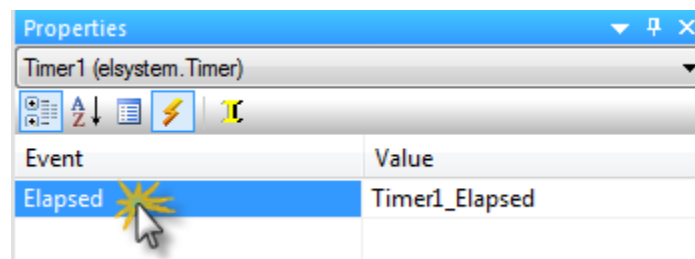 Properties
Timer1 (elsystem.Timer)
Event Value
Elapsed Timer1_Elapsed